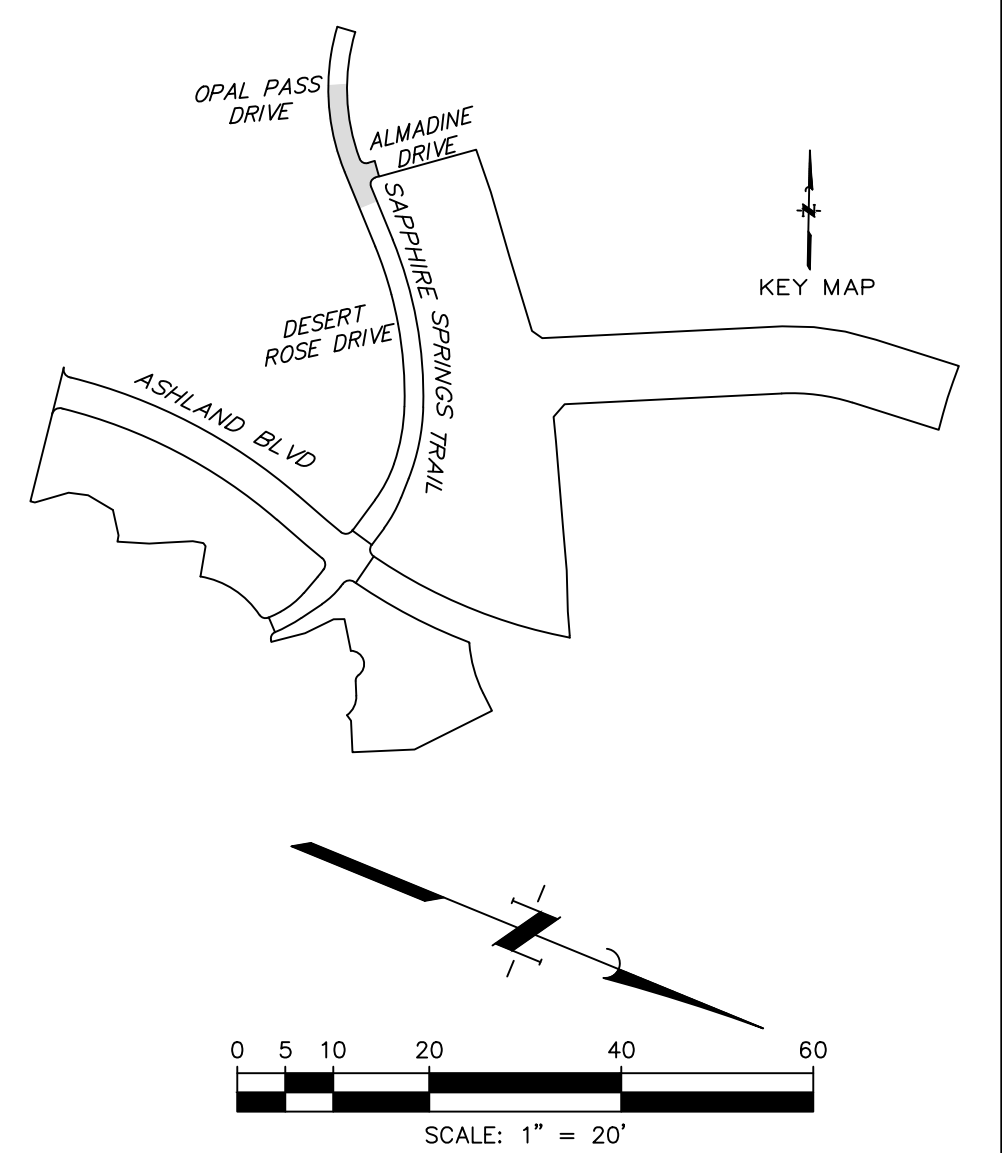 OPAL PASS
DRIVE
ALMADINE
DRIVE
SAPPHIRE SPRINGS TRAIL
N
KEY MAP
DESERT
ROSE DRIVE
ASHLAND BLVD
N
0 5 10 20 40 60
SCALE: 1" = 20'